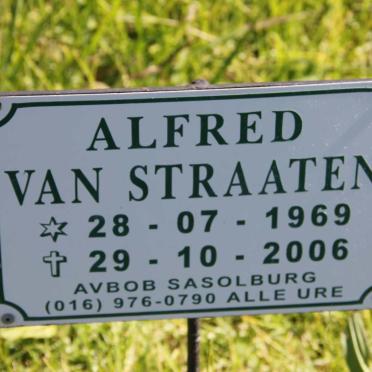 ALFRED
VAN STRAATEN
28 - 07 - 1969
29 - 10 - 2006
AVBOB SASOLBURG
(016) 976-0790 ALLE URE